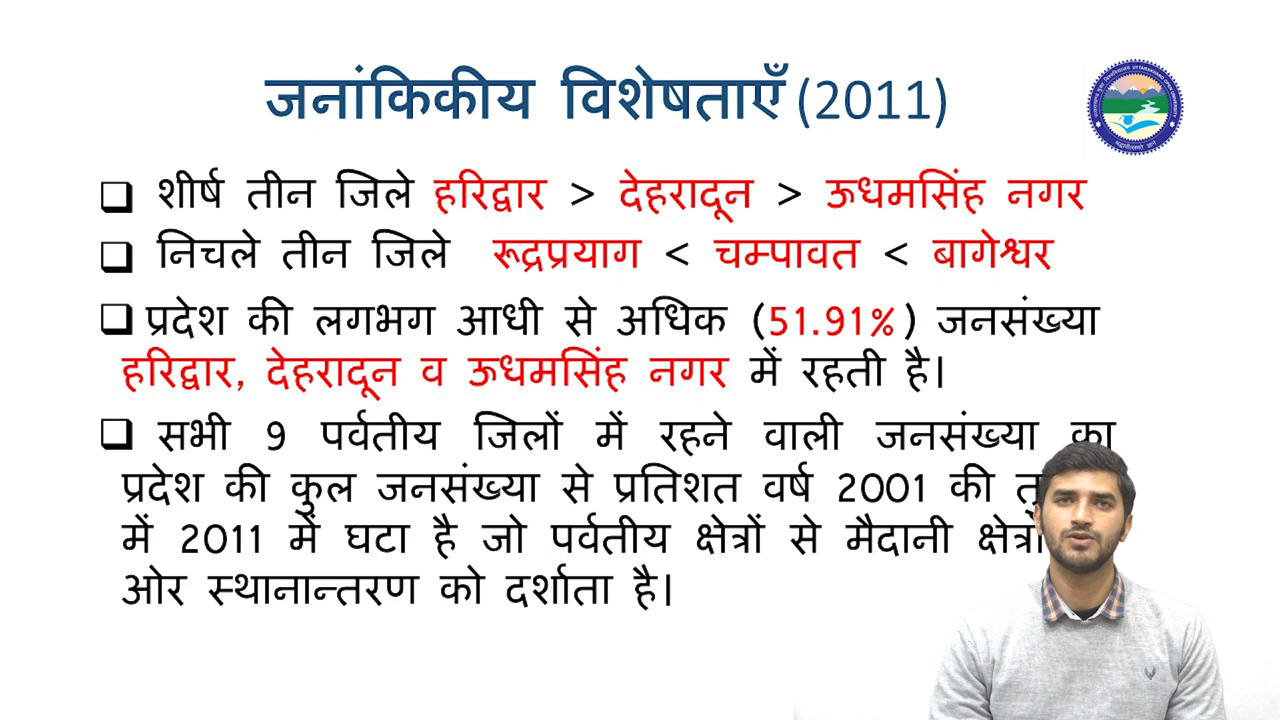 जनांकिकीय विशेषताएँ (2011)
❑ शीर्ष तीन जिले हरिद्वार > देहरादून > ऊधमसिंह नगर
❑ निचले तीन जिले रूद्रप्रयाग < चम्पावत < बागेश्वर
❑ प्रदेश की लगभग आधी से अधिक (51.91%) जनसंख्या
हरिद्वार, देहरादून व ऊधमसिंह नगर में रहती है।
❑ सभी 9 पर्वतीय जिलों में रहने वाली जनसंख्या का
प्रदेश की कुल जनसंख्या से प्रतिशत वर्ष 2001 की
में 2011 में घटा है जो पर्वतीय क्षेत्रों से मैदानी क्षेत्रों
ओर स्थानान्तरण को दर्शाता है।